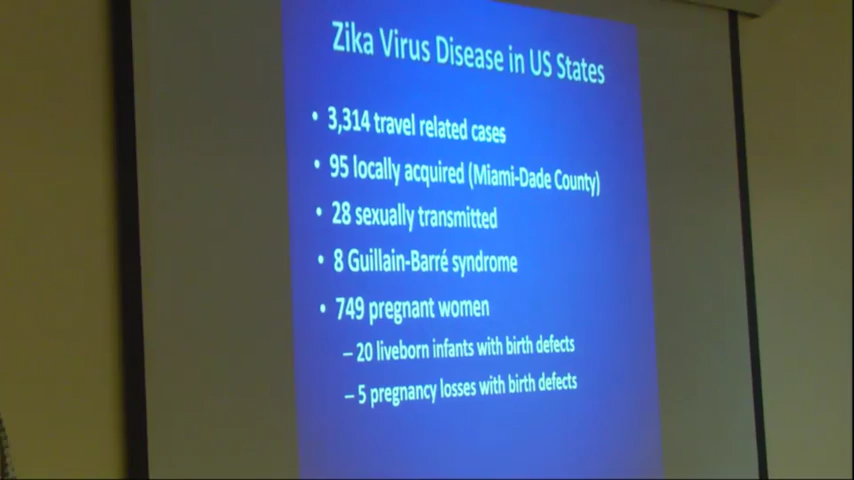 Zika Virus Disease in US States
• 3,314 travel related cases
• 95 locally acquired (Miami-Dade County)
• 28 sexually transmitted
• 8 Guillain-Barré syndrome
• 749 pregnant women
– 20 liveborn infants with birth defects
– 5 pregnancy losses with birth defects